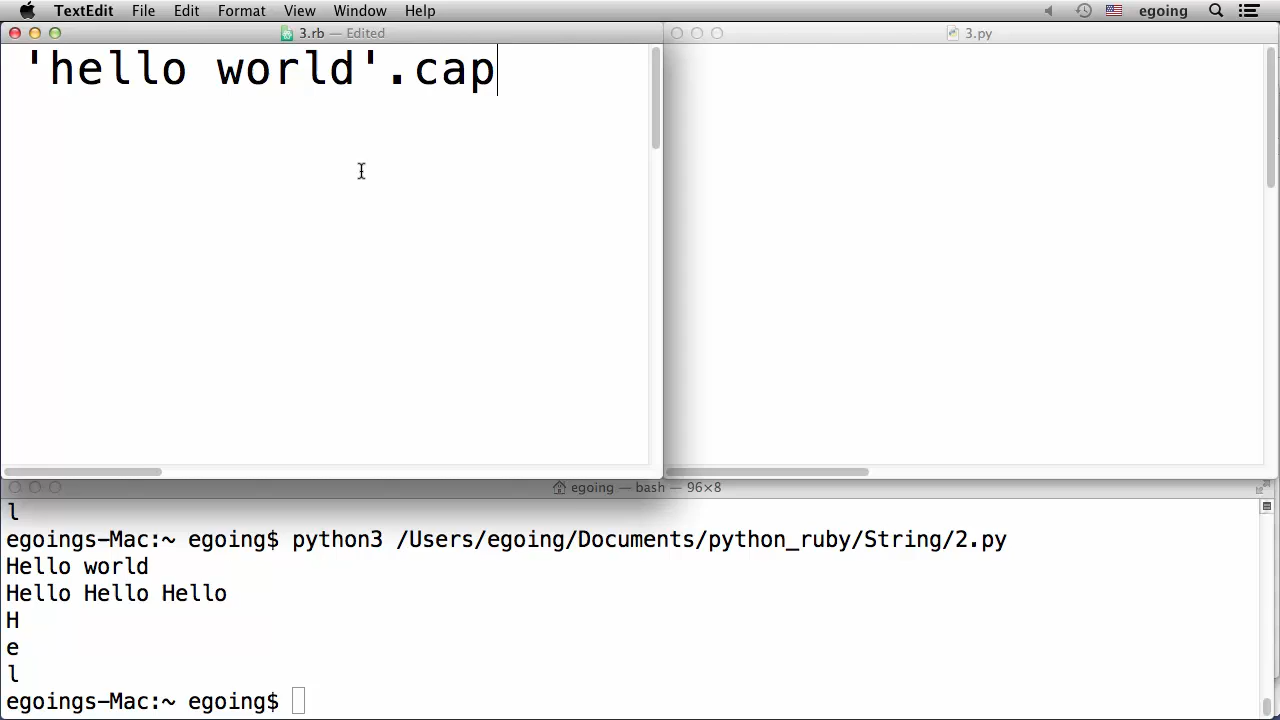 TextEdit File Edit Format View Window Help egoing
3.rb — Edited
3.py
'hello world'.cap
egoing — bash — 96×8
l
egoings-Mac:~ egoing$ python3 /Users/egoing/Documents/python_ruby/String/2.py
Hello world
Hello Hello Hello
H
e
l
egoings-Mac:~ egoing$